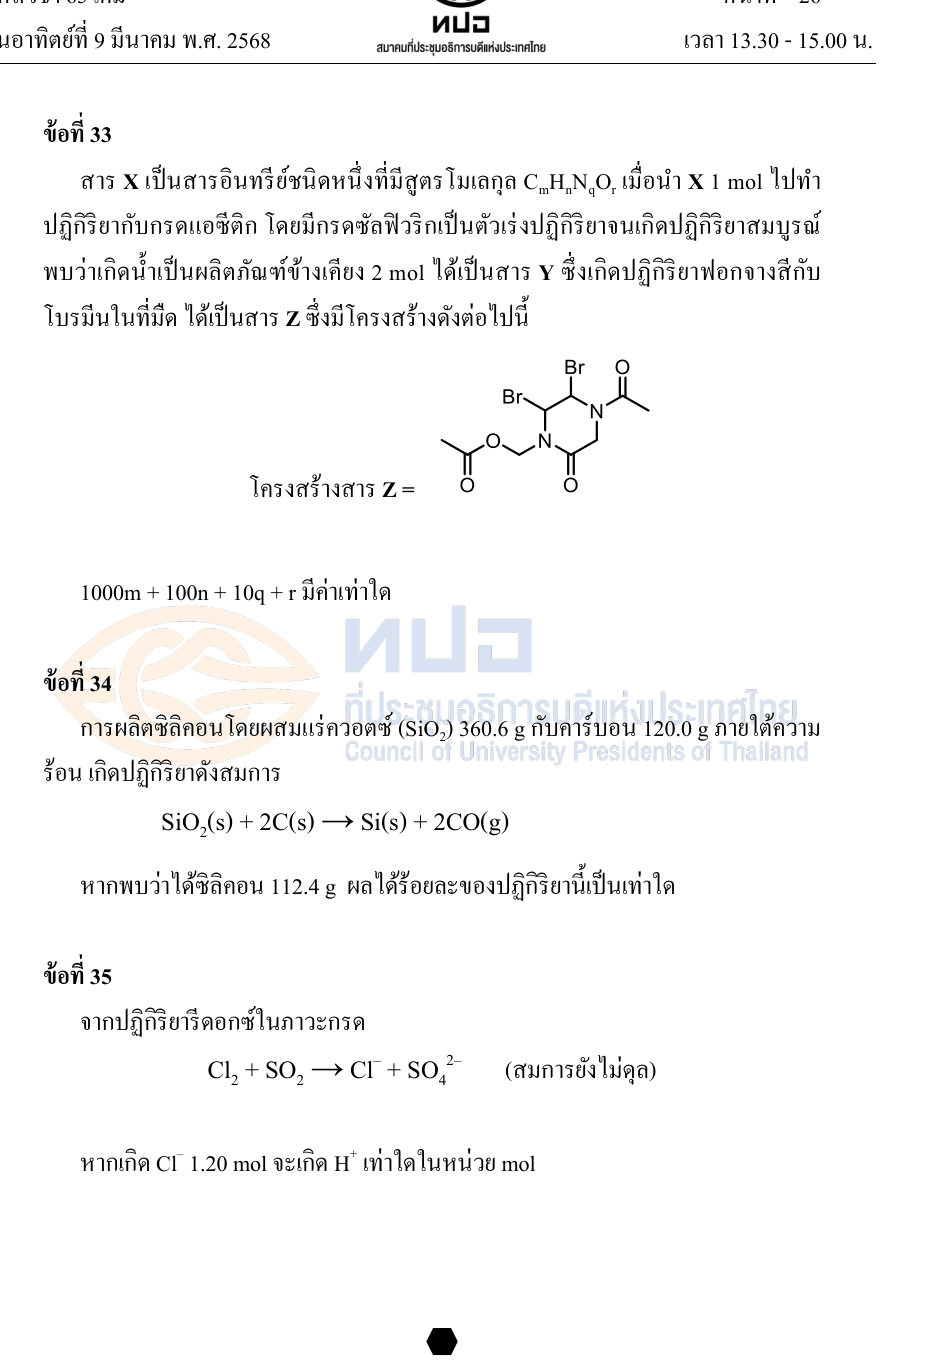 นอาทิตย์ที่ 9 มีนาคม พ.ศ. 2568
ทปอ
สมาคมที่ประชุมอธิการบดีแห่งประเทศไทย
เวลา 13.30 - 15.00 น.
ข้อที่ 33
สาร X เป็นสารอินทรีย์ชนิดหนึ่งที่มีสูตรโมเลกุล CmHnNqOr เมื่อนำ X 1 mol ไปทำ
ปฏิกิริยากับกรดแอซีติก โดยมีกรดซัลฟิวริกเป็นตัวเร่งปฏิกิริยาจนเกิดปฏิกิริยาสมบูรณ์
พบว่าเกิดน้ำเป็นผลิตภัณฑ์ข้างเคียง 2 mol ได้เป็นสาร Y ซึ่งเกิดปฏิกิริยาฟอกจางสีกับ
โบรมีนในที่มืด ได้เป็นสาร Z ซึ่งมีโครงสร้างดังต่อไปนี้
Br O
Br
N
O N
O O
โครงสร้างสาร Z =
1000m + 100n + 10q + r มีค่าเท่าใด
ทปอ
ข้อที่ 34
ที่ประชุมอธิการบดีแห่งประเทศไทย
การผลิตซิลิคอนโดยผสมแร่ควอตซ์ (SiO₂) 360.6 g กับคาร์บอน 120.0 g ภายใต้ความ
Council of University Presidents of Thailand
ร้อน เกิดปฏิกิริยาดังสมการ
SiO₂(s) + 2C(s) ⟶ Si(s) + 2CO(g)
หากพบว่าได้ซิลิคอน 112.4 g ผลได้ร้อยละของปฏิกิริยานี้เป็นเท่าใด
ข้อที่ 35
จากปฏิกิริยารีดอกซ์ในภาวะกรด
Cl₂ + SO₂ ⟶ Cl⁻ + SO₄²⁻ (สมการยังไม่ดุล)
หากเกิด Cl⁻ 1.20 mol จะเกิด H⁺ เท่าใดในหน่วย mol